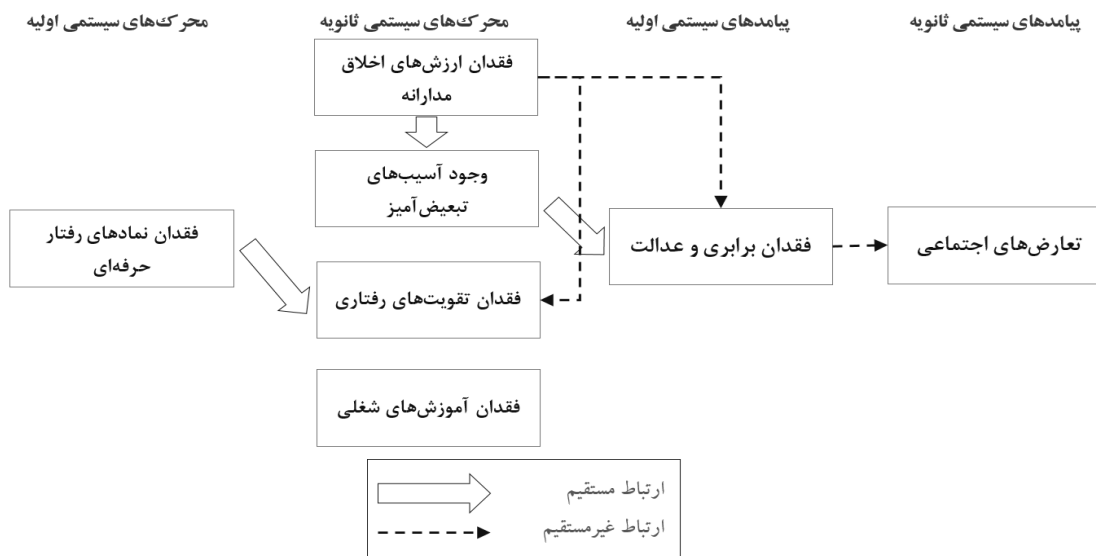 محرک‌های سیستمی اولیه
محرک‌های سیستمی ثانویه
پیامدهای سیستمی اولیه
پیامدهای سیستمی ثانویه
فقدان ارزش‌های اخلاق
مدارانه
وجود آسیب‌های
تبعیض‌آمیز
فقدان نمادهای رفتار
حرفه‌ای
فقدان تقویت‌های رفتاری
فقدان آموزش‌های شغلی
فقدان برابری و عدالت
تعارض‌های اجتماعی
ارتباط مستقیم
ارتباط غیرمستقیم